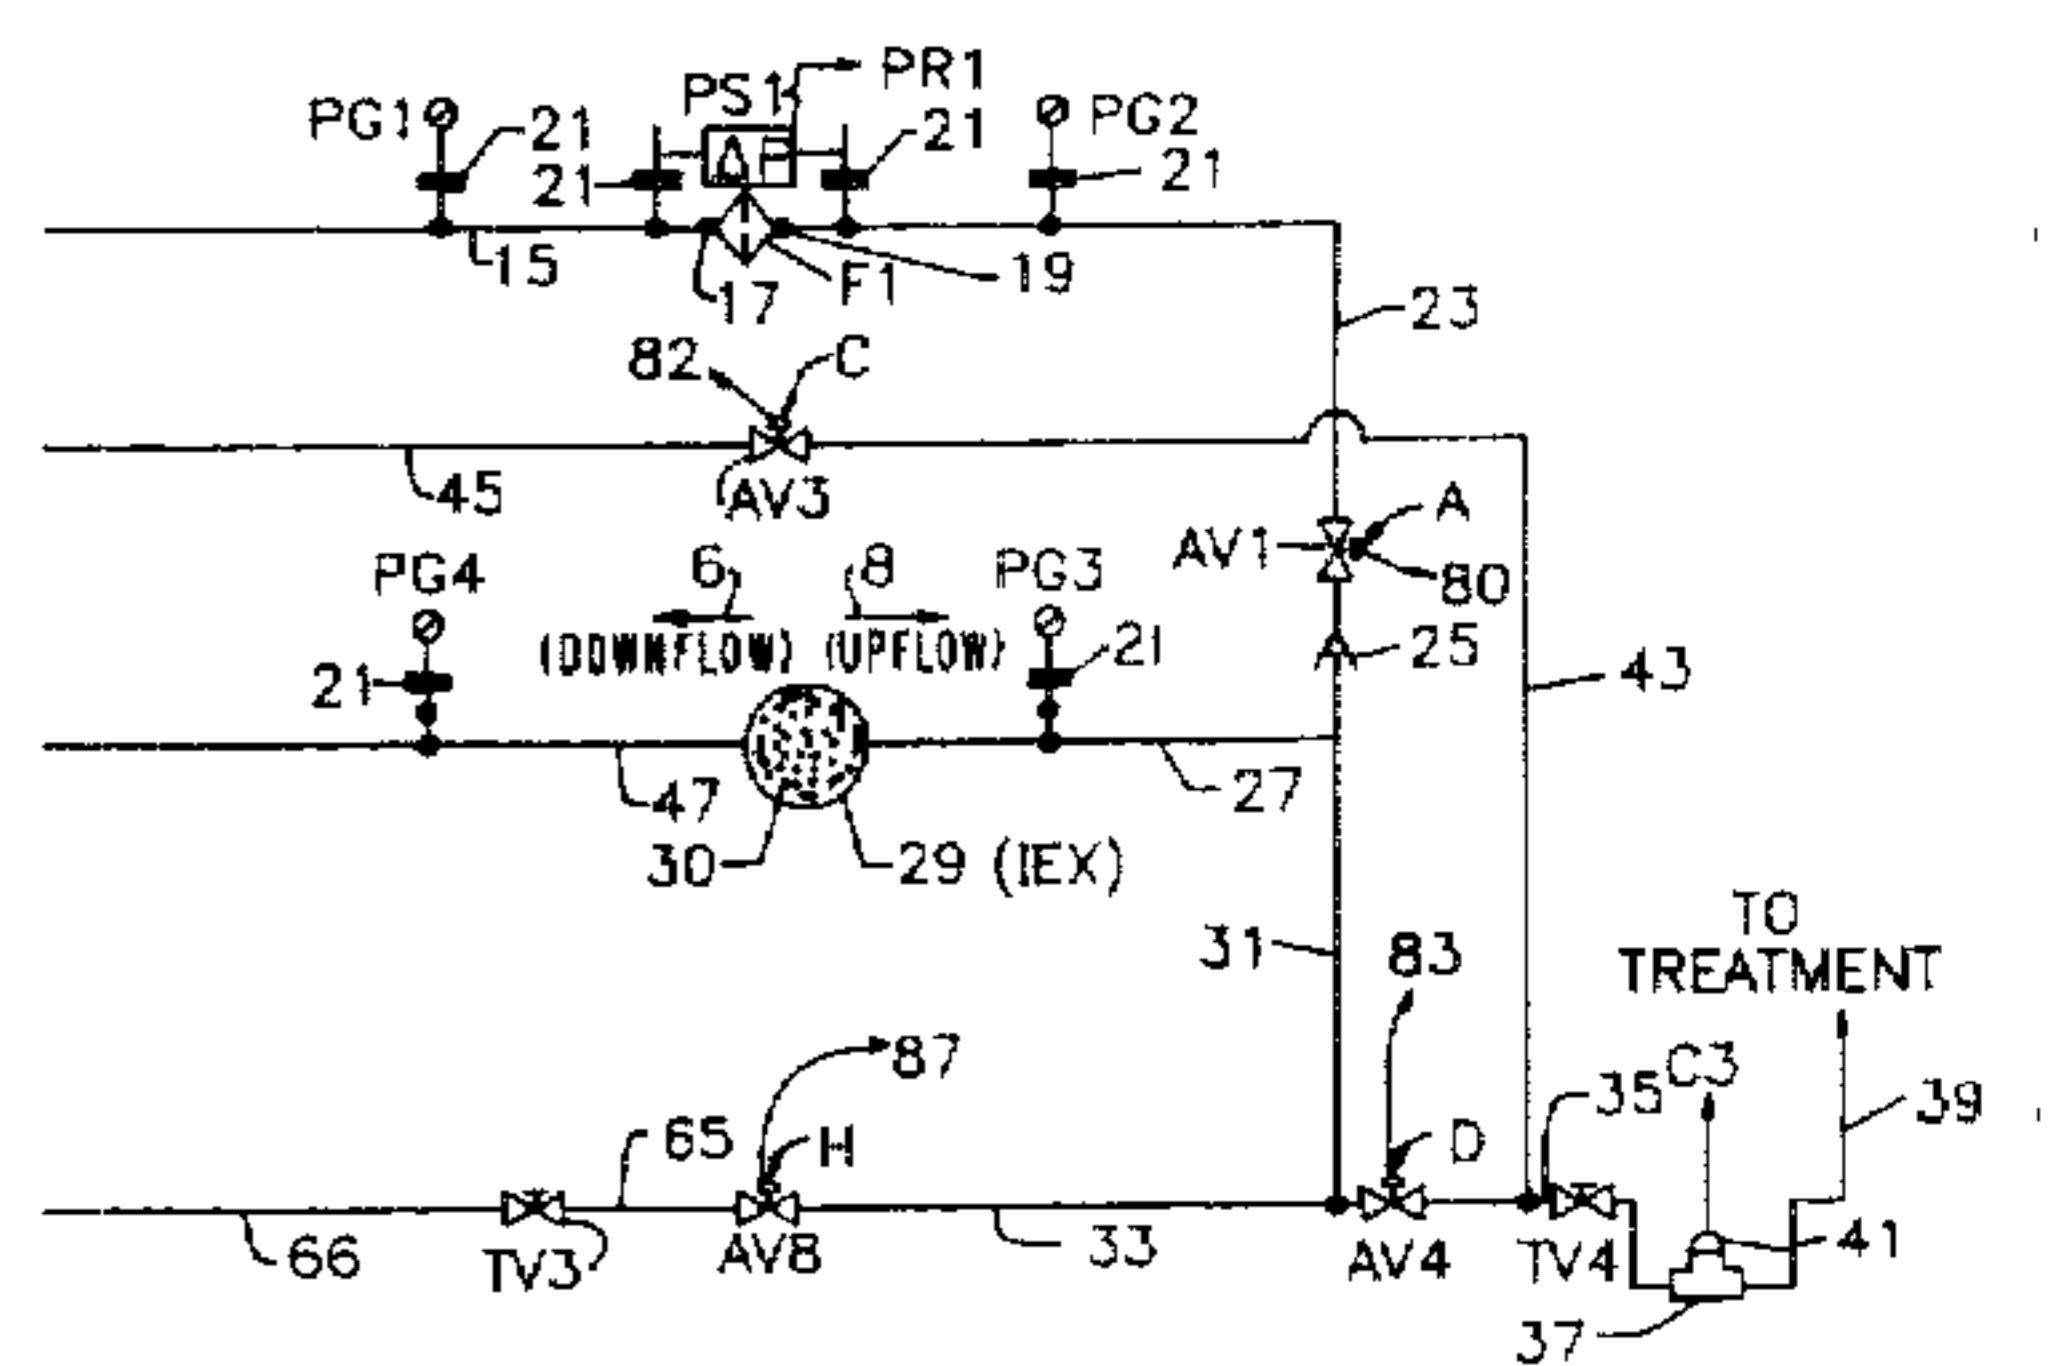 PS1 PR1
PG1 21 21 PG2
21 21
15 17 F1 19
23
82 C
45 AV3
A
AV1
80
PG4 6 8 PG3
(DOWNFLOW) (UPFLOW)
21 21 25
43
47 27
30 29 (IEX)
31 83
TO
TREATMENT
87 C3
35 39
65 H D
66 TV3 AV8 33 AV4 TV4 41
37